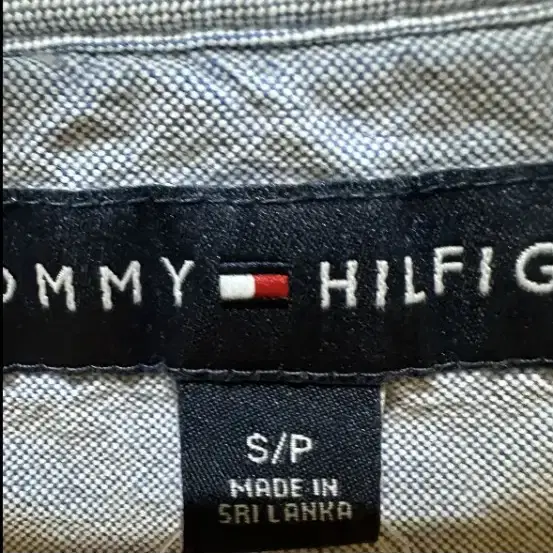 OMMY HILFIG
S/P
MADE IN
SRI LANKA